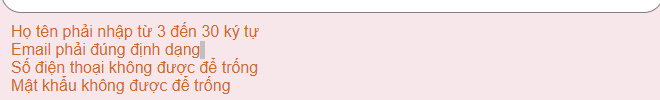 Họ tên phải nhập từ 3 đến 30 ký tự
Email phải đúng định dạng
Số điện thoại không được để trống
Mật khẩu không được để trống